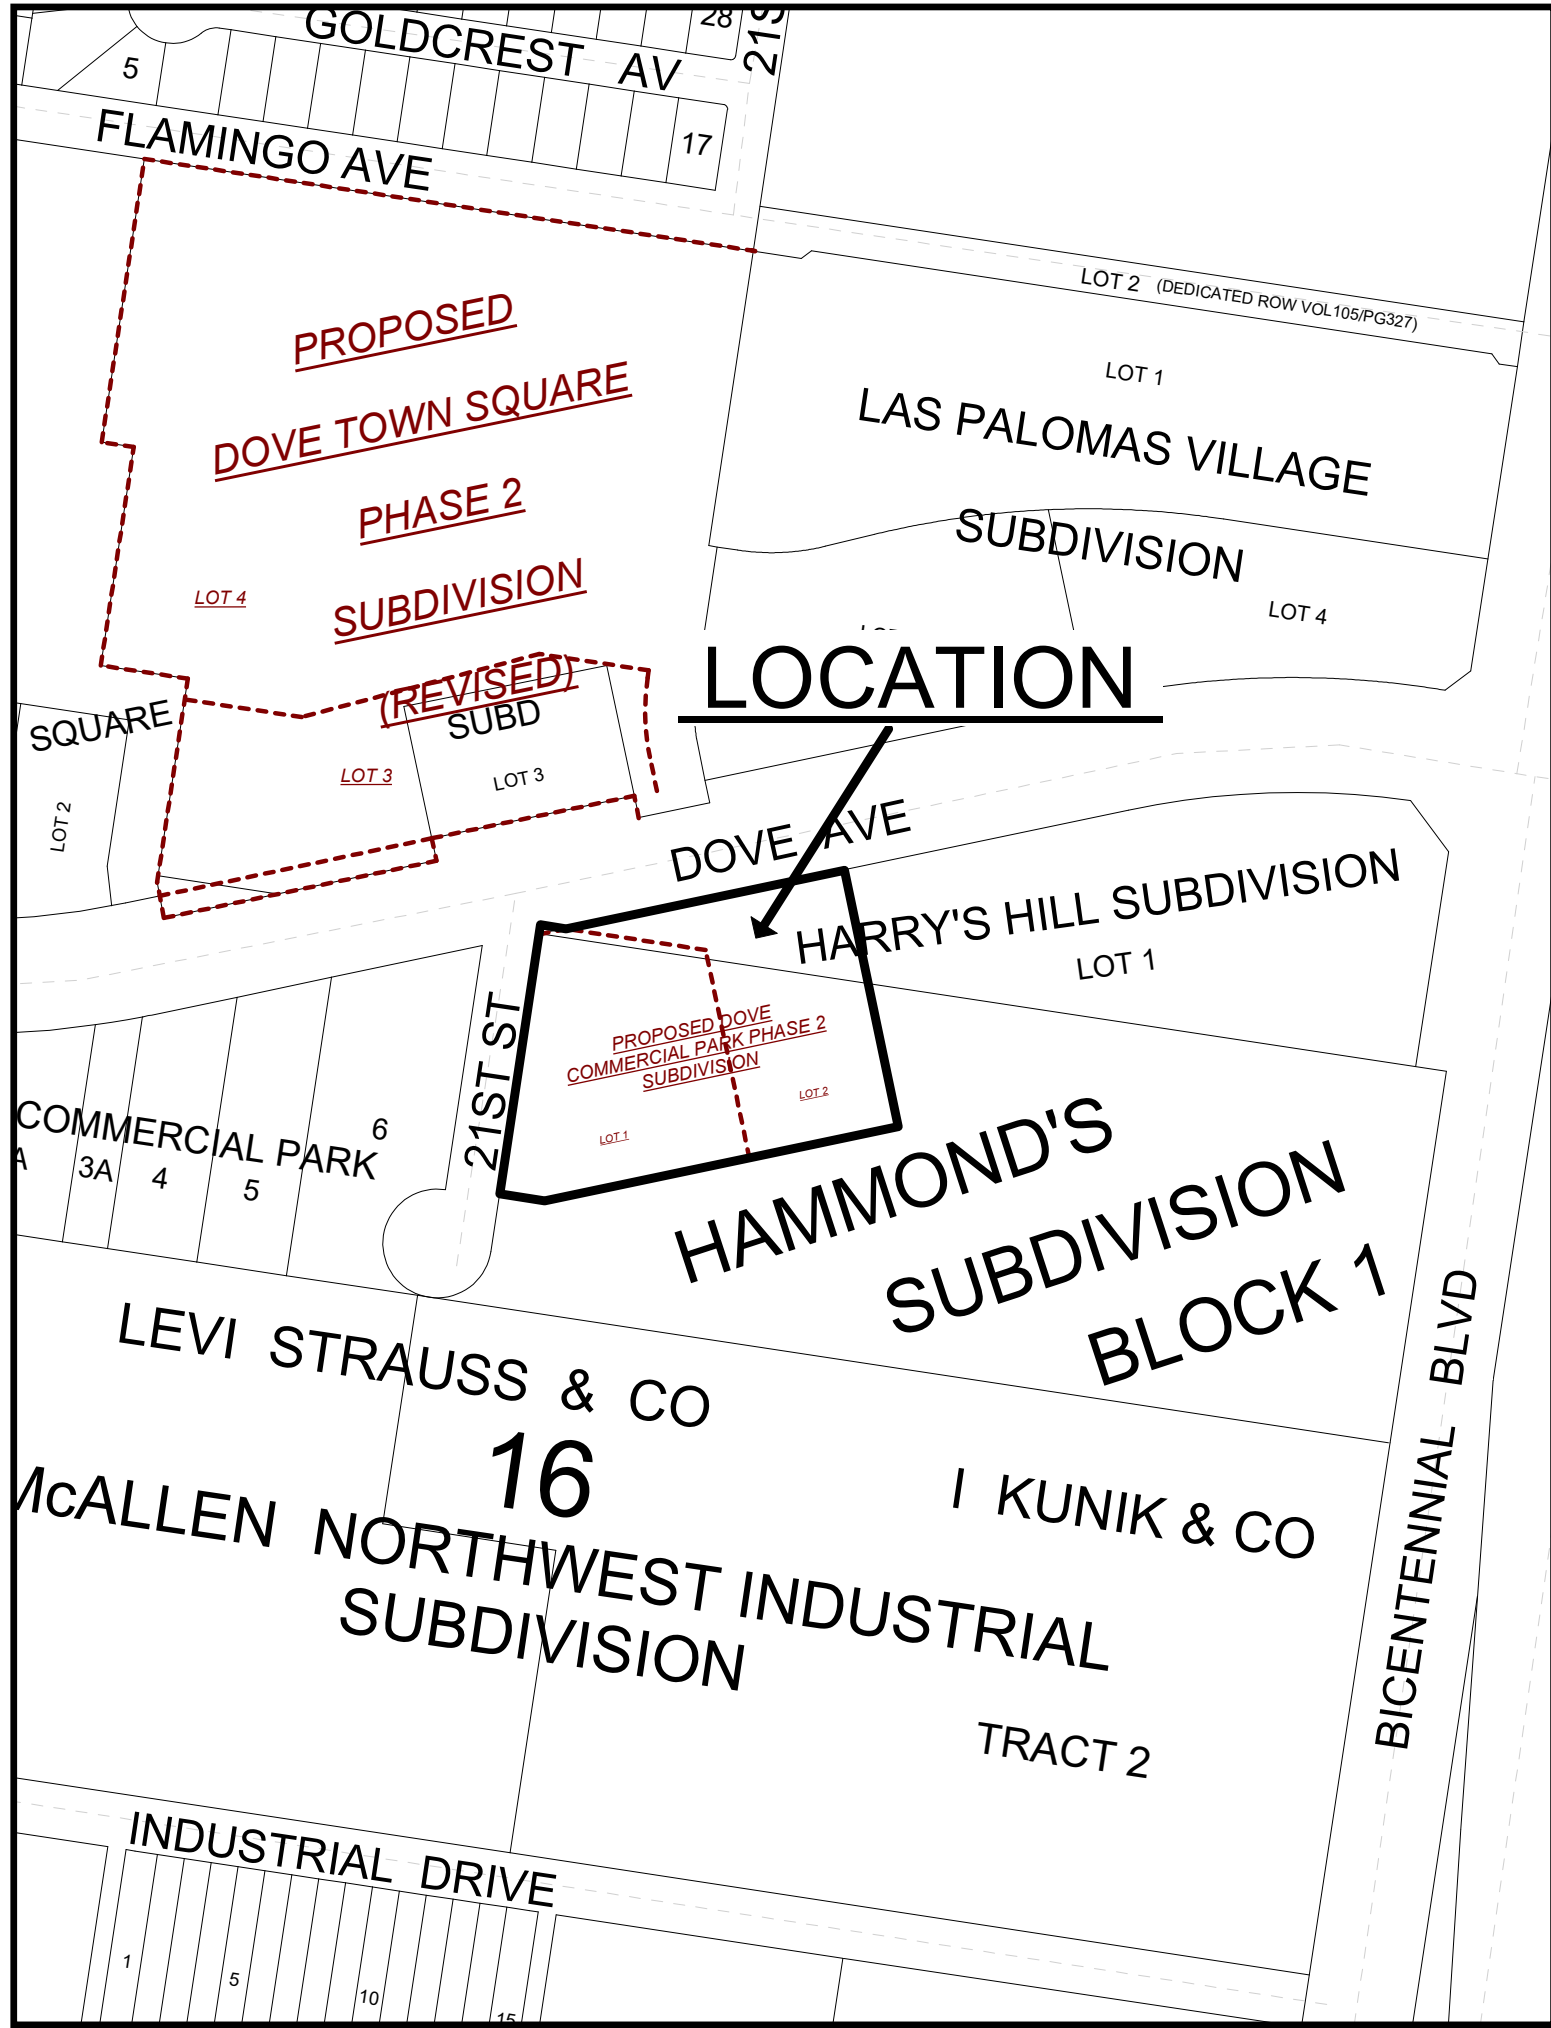 28
21S
GOLDCREST AV
5
17
FLAMINGO AVE
LOT 2 (DEDICATED ROW VOL105/PG327)
PROPOSED
DOVE TOWN SQUARE
PHASE 2
SUBDIVISION
(REVISED)
LOT 4
LOT 1
LAS PALOMAS VILLAGE
SUBDIVISION
LOT 4
LOCATION
SQUARE
SUBD
LOT 3
LOT 3
LOT 2
DOVE AVE
HARRY'S HILL SUBDIVISION
LOT 1
21ST ST
PROPOSED DOVE
COMMERCIAL PARK PHASE 2
SUBDIVISION
LOT 2
LOT 1
COMMERCIAL PARK
A
3A
4
5
6
HAMMOND'S
SUBDIVISION
BLOCK 1
LEVI STRAUSS & CO
16
I KUNIK & CO
McALLEN NORTHWEST INDUSTRIAL
SUBDIVISION
TRACT 2
BICENTENNIAL BLVD
INDUSTRIAL DRIVE
1
5
10
15